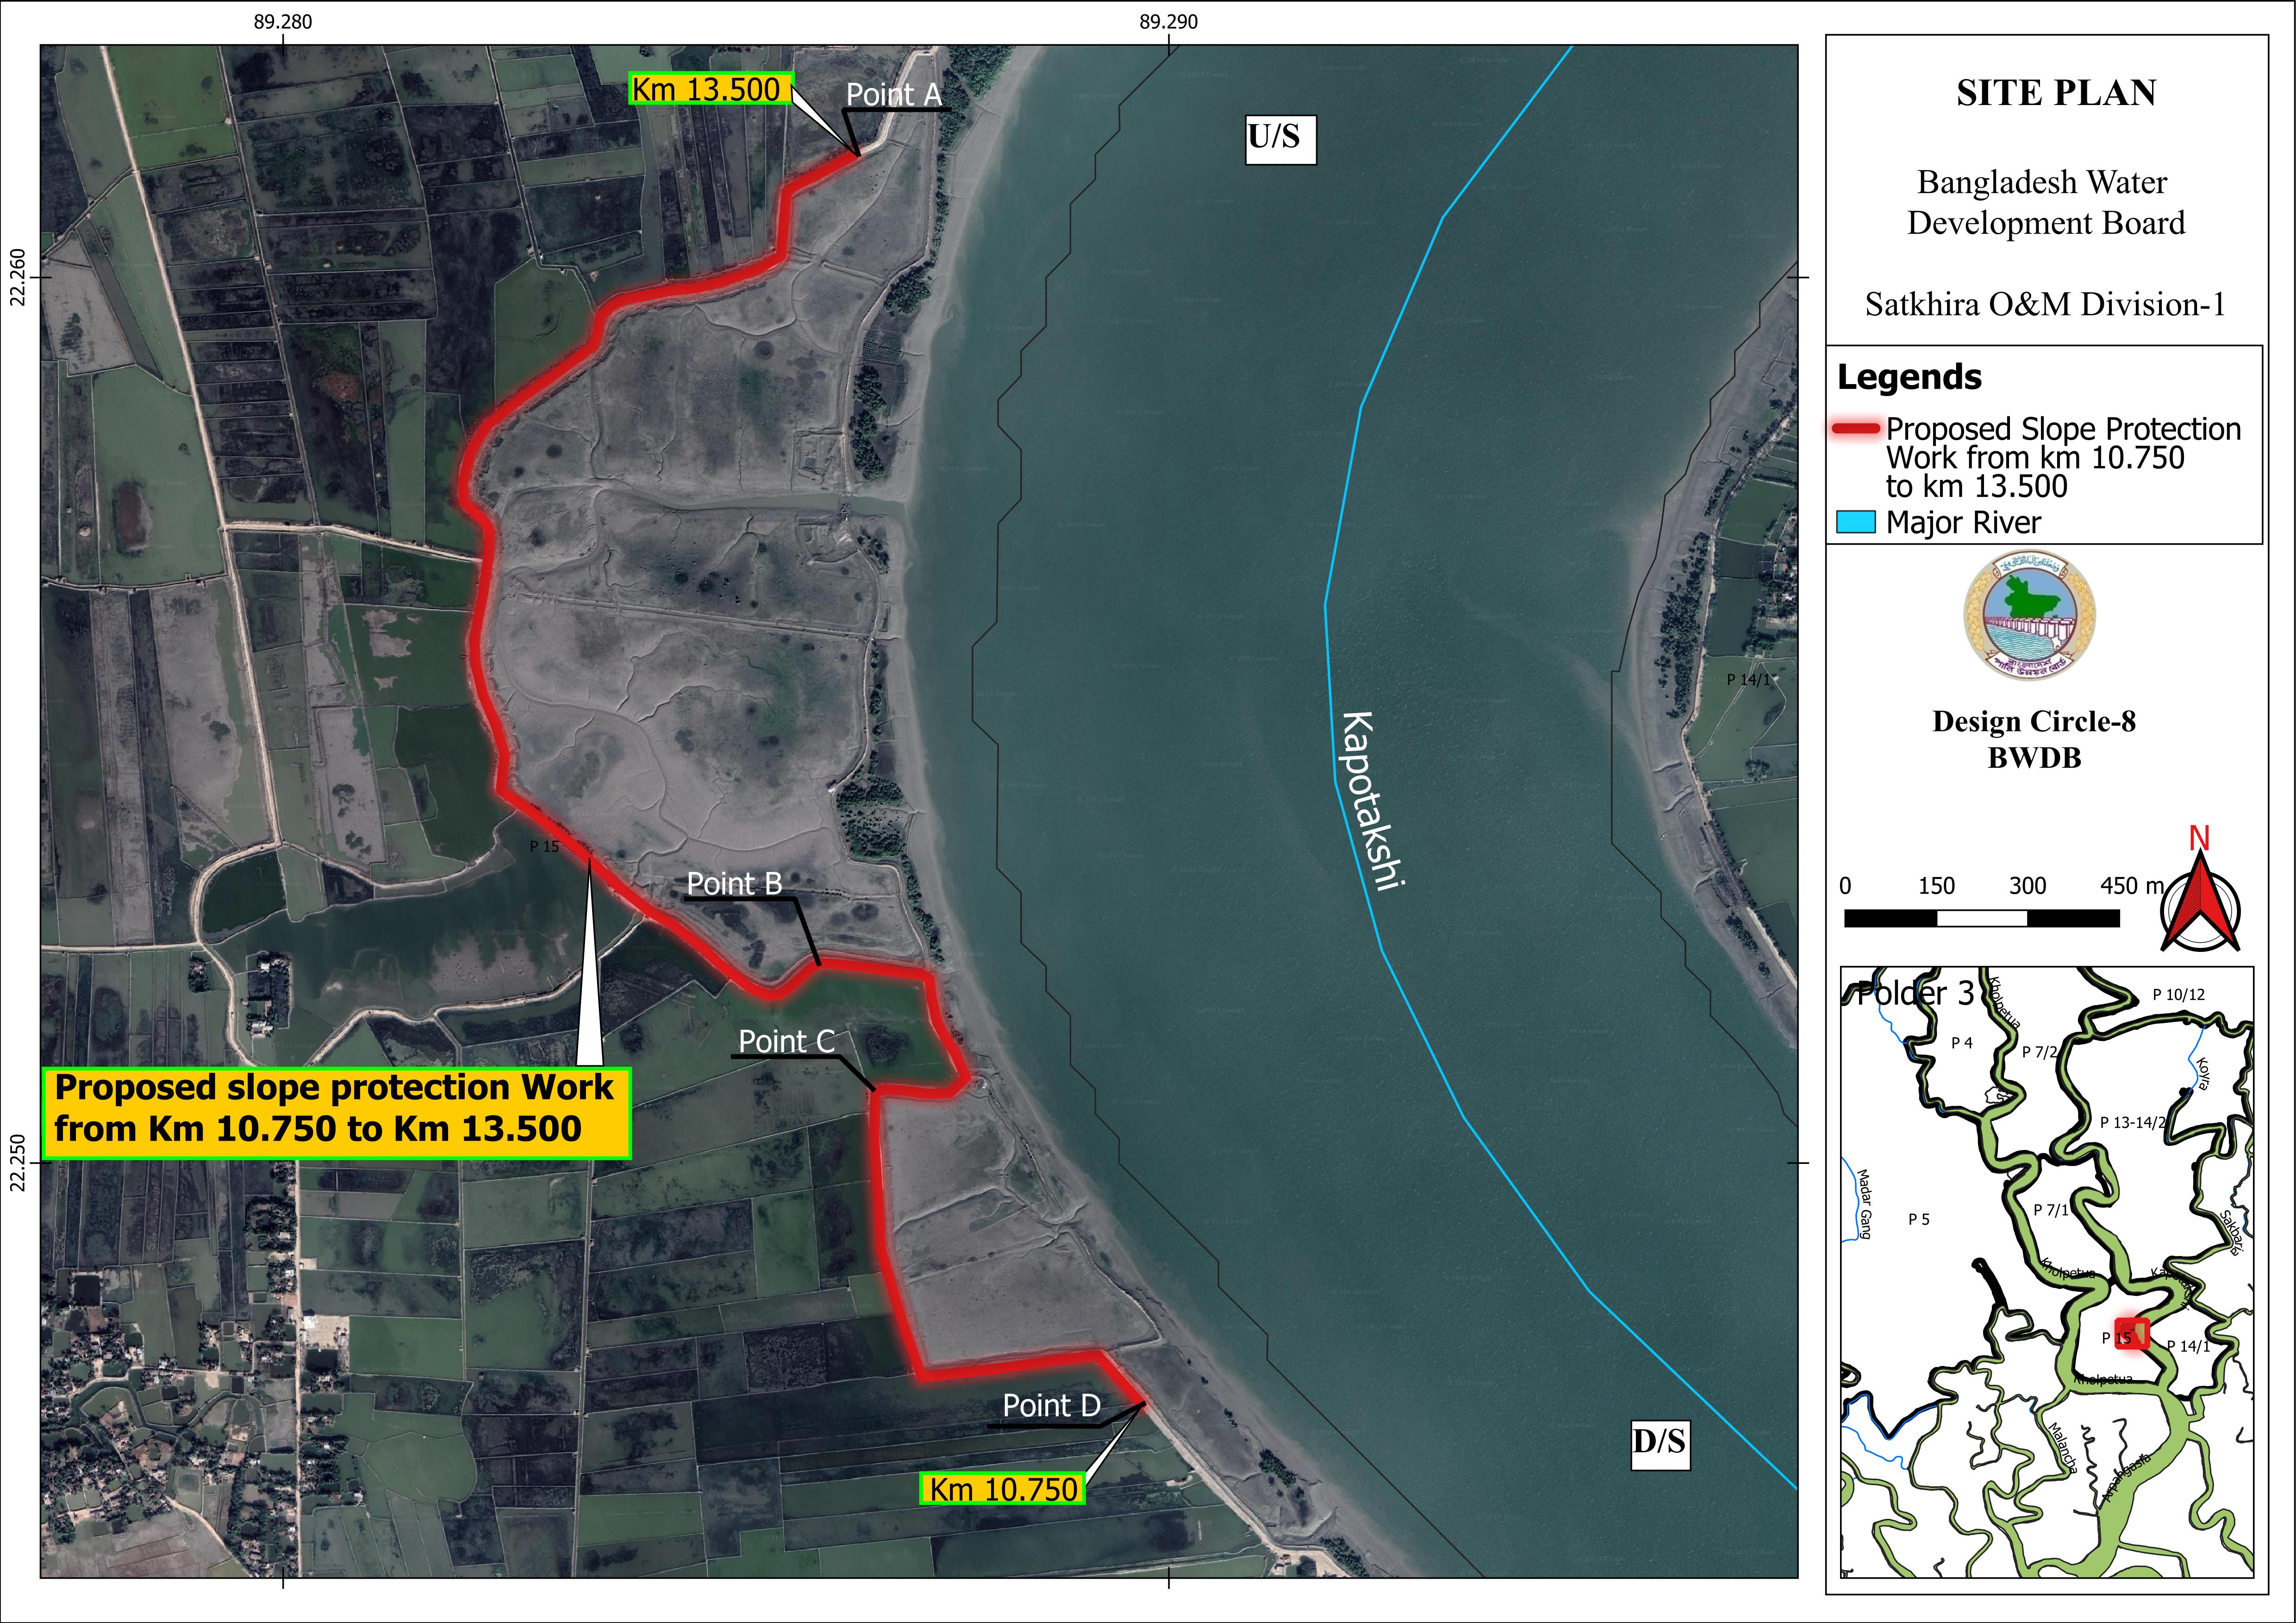 89.280
89.290
22.260
22.250
Km 13.500
Point A
U/S
Kapotakshi
P 14/1
P 15
Point B
Point C
Proposed slope protection Work
from Km 10.750 to Km 13.500
Point D
Km 10.750
D/S
SITE PLAN
Bangladesh Water
Development Board
Satkhira O&M Division-1
Legends
Proposed Slope Protection
Work from km 10.750
to km 13.500
Major River
Design Circle-8
BWDB
N
0 150 300 450 m
Polder 3
Kholpetua
P 10/12
P 4
P 7/2
Koyra
P 13-14/2
Madar Gang
P 5
P 7/1
Sakbaria
Kholpetua
P 15
P 14/1
Kholpetua
Malancha
Arpangasia